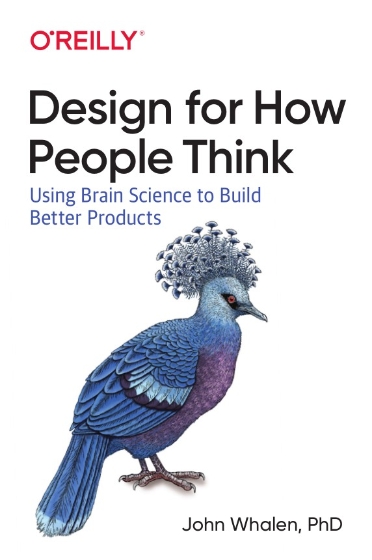 O'REILLY®
Design for How
People Think
Using Brain Science to Build
Better Products
John Whalen, PhD